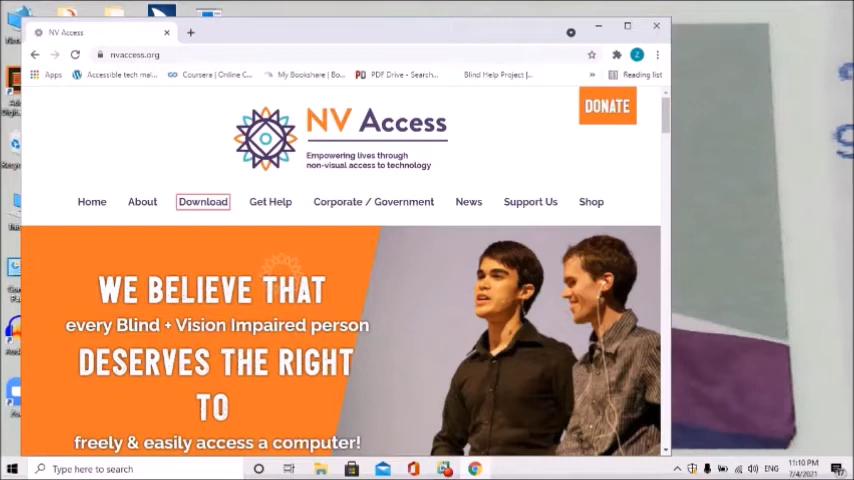 NV Access
nvaccess.org
Apps
Accessible tech mai...
Coursera | Online C...
My Bookshare | Bo...
PDF Drive - Search...
Blind Help Project |...
»
Reading list
DONATE
NV Access
Empowering lives through
non-visual access to technology
Home
About
Download
Get Help
Corporate / Government
News
Support Us
Shop
WE BELIEVE THAT
every Blind + Vision Impaired person
DESERVES THE RIGHT
TO
freely & easily access a computer!
Type here to search
ENG
11:10 PM
7/4/2021